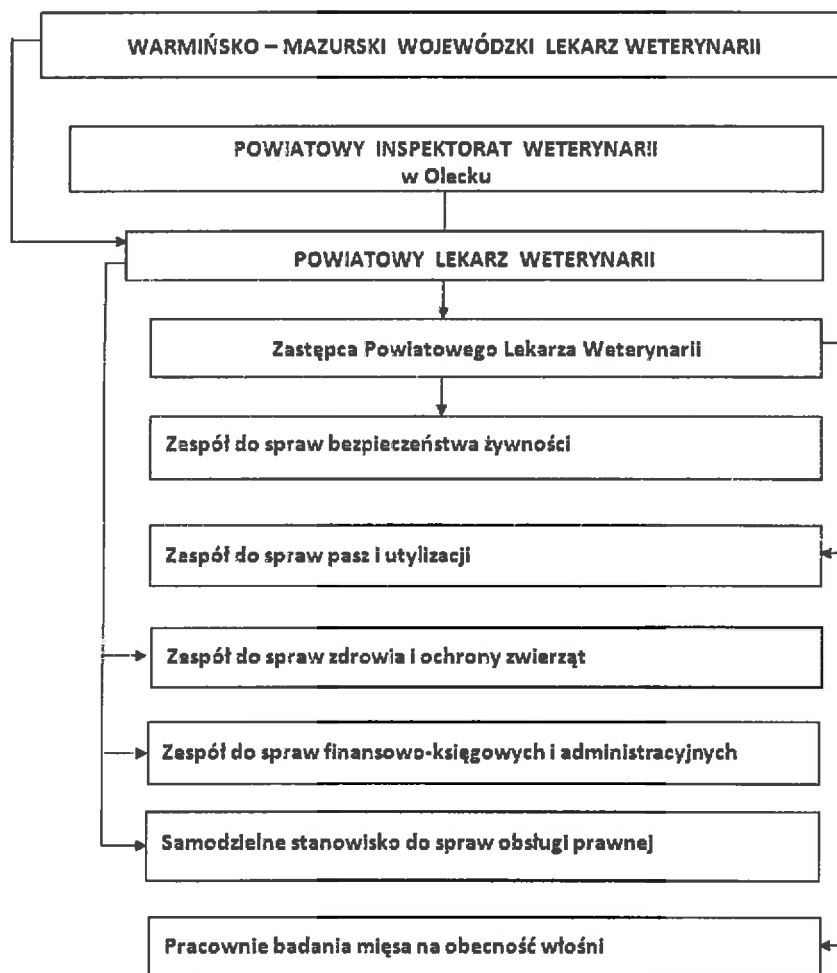 WARMIŃSKO – MAZURSKI WOJEWÓDZKI LEKARZ WETERYNARII
POWIATOWY INSPEKTORAT WETERYNARII
w Olecku
POWIATOWY LEKARZ WETERYNARII
Zastępca Powiatowego Lekarza Weterynarii
Zespół do spraw bezpieczeństwa żywności
Zespół do spraw pasz i utylizacji
Zespół do spraw zdrowia i ochrony zwierząt
Zespół do spraw finansowo-księgowych i administracyjnych
Samodzielne stanowisko do spraw obsługi prawnej
Pracownie badania mięsa na obecność włośni